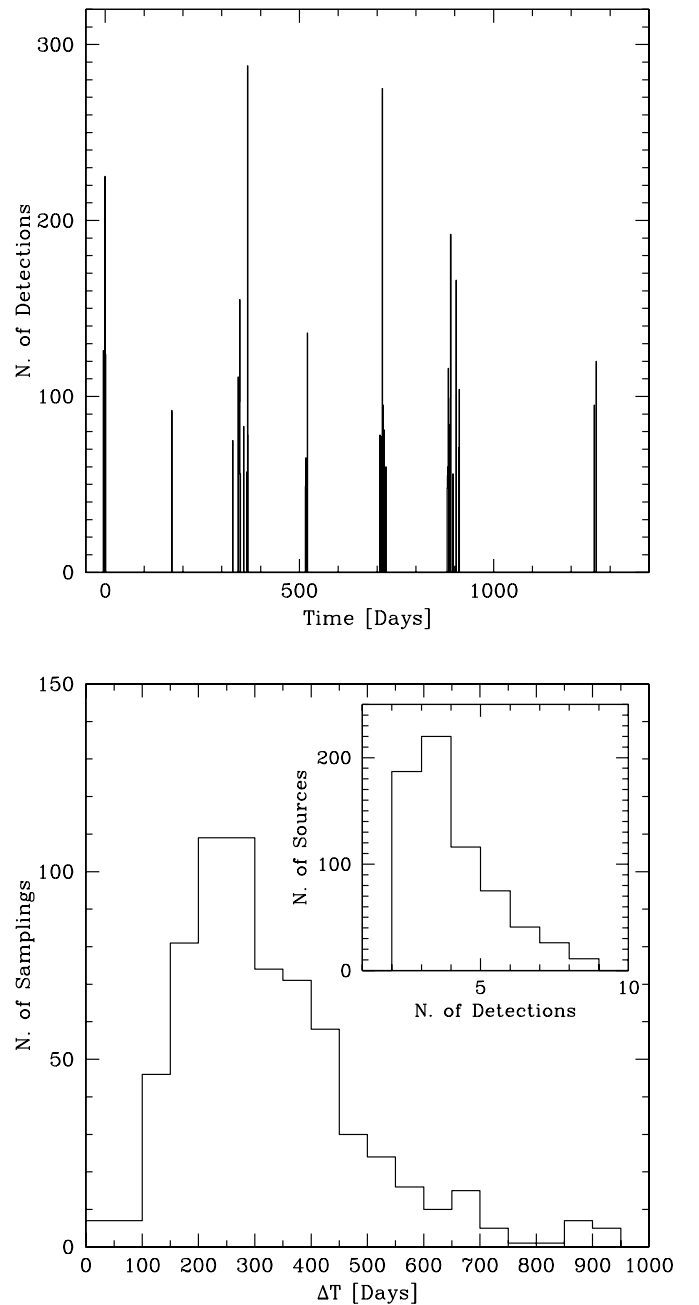 300
200
100
0
N. of Detections
0 500 1000
Time [Days]
150
100
50
0
N. of Samplings
200
100
0
N. of Sources
5 10
N. of Detections
0 100 200 300 400 500 600 700 800 900 1000
ΔT [Days]